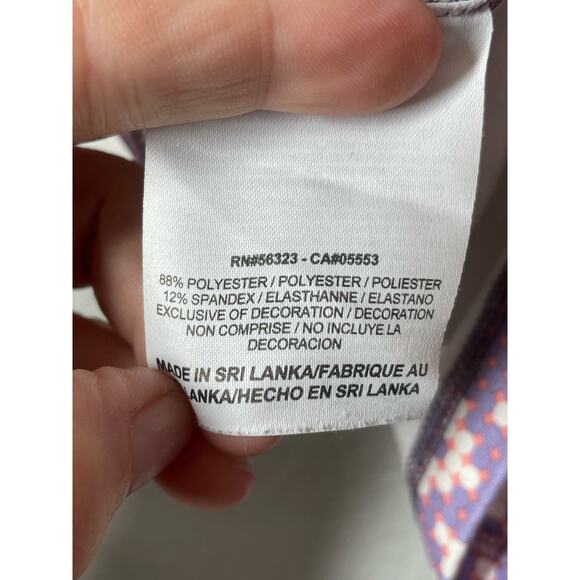 RN#56323 - CA#05553
88% POLYESTER / POLYESTER / POLIESTER
12% SPANDEX / ELASTHANNE / ELASTANO
EXCLUSIVE OF DECORATION / DECORATION
NON COMPRISE / NO INCLUYE LA
DECORACION
MADE IN SRI LANKA/FABRIQUE AU
LANKA/HECHO EN SRI LANKA